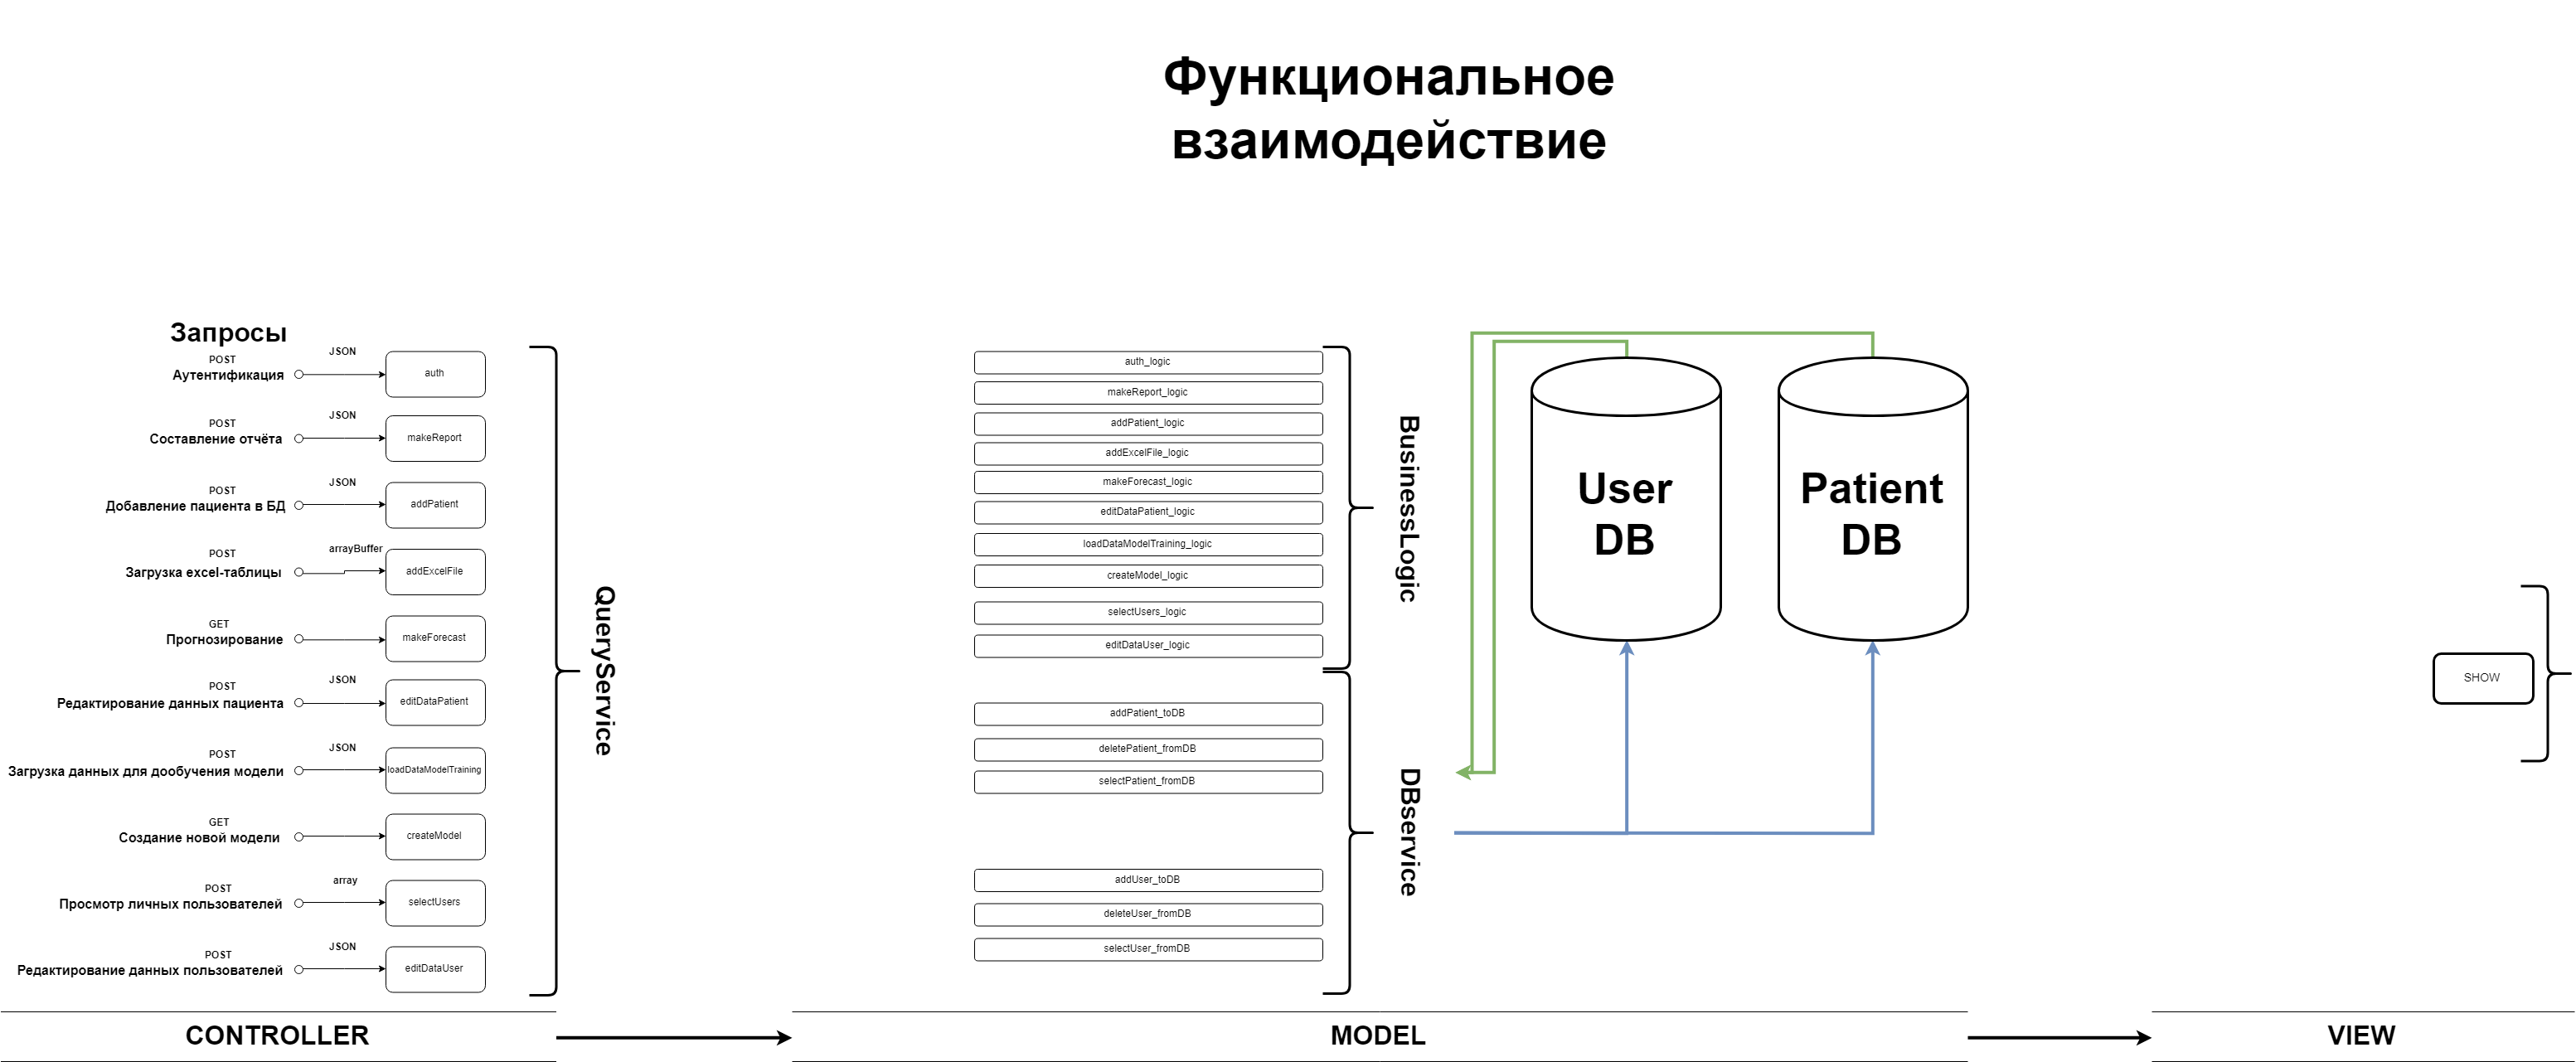 Функциональное
взаимодействие
Запросы
POST
JSON
Аутентификация
auth
POST
JSON
Составление отчёта
makeReport
POST
JSON
Добавление пациента в БД
addPatient
POST
arrayBuffer
Загрузка excel-таблицы
addExcelFile
GET
Прогнозирование
makeForecast
POST
JSON
Редактирование данных пациента
editDataPatient
POST
JSON
Загрузка данных для дообучения модели
loadDataModelTraining
GET
Создание новой модели
createModel
POST
array
Просмотр личных пользователей
selectUsers
POST
JSON
Редактирование данных пользователей
editDataUser
QueryService
auth_logic
makeReport_logic
addPatient_logic
addExcelFile_logic
makeForecast_logic
editDataPatient_logic
loadDataModelTraining_logic
createModel_logic
selectUsers_logic
editDataUser_logic
BusinessLogic
addPatient_toDB
deletePatient_fromDB
selectPatient_fromDB
addUser_toDB
deleteUser_fromDB
selectUser_fromDB
DBservice
User
DB
Patient
DB
SHOW
CONTROLLER
MODEL
VIEW